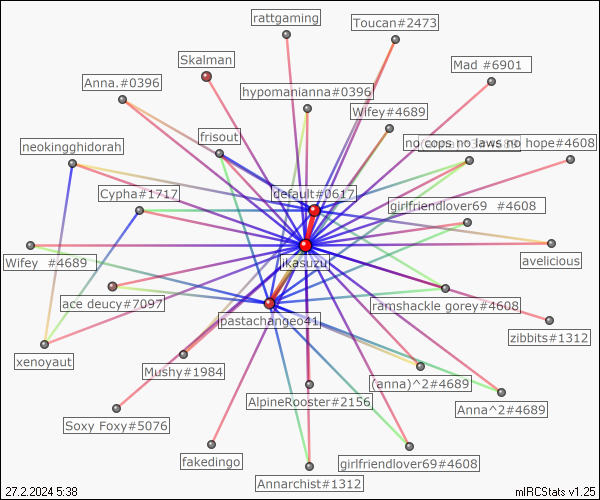 rattgaming
Toucan#2473
Skalman
Mad #6901
Anna.#0396
hypomanianna#0396
Wifey#4689
frisout
no cops no laws no hope#4608
neokingghidorah
Cypha#1717
default#0617
girlfriendlover69 #4608
likasuzu
Wifey #4689
avelicious
ace deucy#7097
ramshackle gorey#4608
pastachangeo41
zibbits#1312
xenoyaut
Mushy#1984
(anna)^2#4689
AlpineRooster#2156
Anna^2#4689
Soxy Foxy#5076
fakedingo
girlfriendlover69#4608
Annarchist#1312
27.2.2024 5:38
mIRCStats v1.25